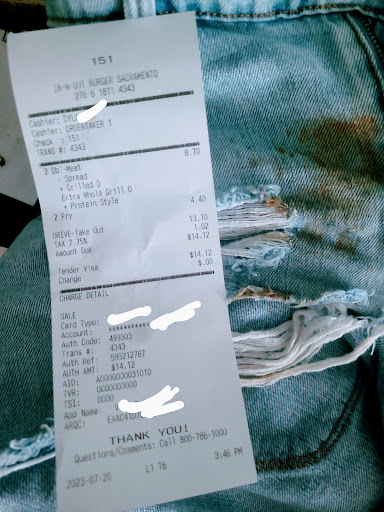 151
IN-N-OUT BURGER SACRAMENTO
276 6 1811 4343
Cashier: DYL
Cashier: ORDERTAKER 1
Check : 151
TRANS #: 4343
2 Dbl-Meat 8.70
- Spread
+ Grilled O
Extra Whole Grill O
+ Protein Style
2 Fry 4.40
DRIVE-Take Out 13.10
TAX 7.75% 1.02
Amount Due $14.12
Tender Visa $14.12
Change $.00
CHARGE DETAIL
SALE
Card Type:
Account:
Auth Code: 493303
Trans #: 4343
Auth Ref: 595212787
AUTH AMT: $14.12
AID: A0000000031010
TVR: 0000000000
TSI: 0000
App Name:
ARQC:
THANK YOU!
Questions/Comments: Call 800-786-1000
2023-07-20 L1 T6 3:46 PM